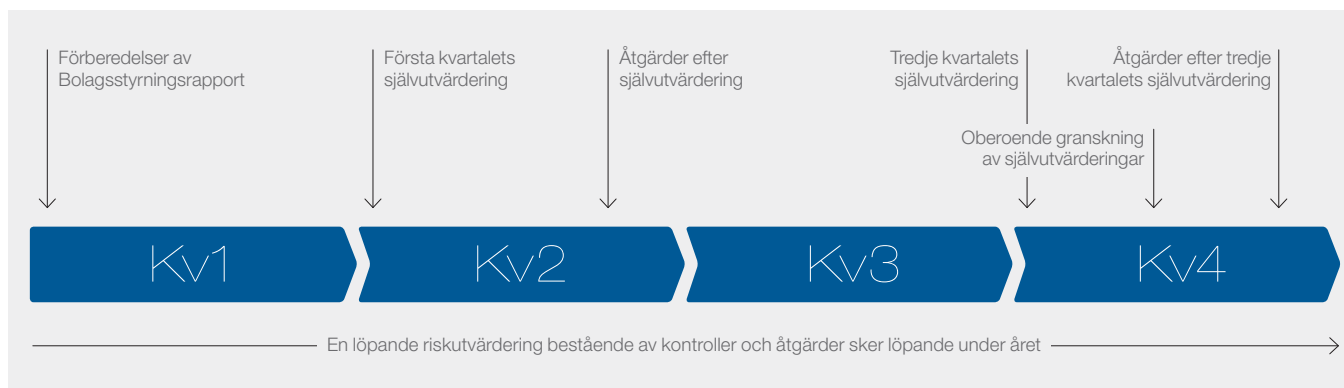 Förberedelser av
Bolagsstyrningsrapport
Första kvartalets
självutvärdering
Åtgärder efter
självutvärdering
Tredje kvartalets
självutvärdering
Åtgärder efter tredje
kvartalets självutvärdering
Oberoende granskning
av självutvärderingar
Kv1
Kv2
Kv3
Kv4
En löpande riskutvärdering bestående av kontroller och åtgärder sker löpande under året